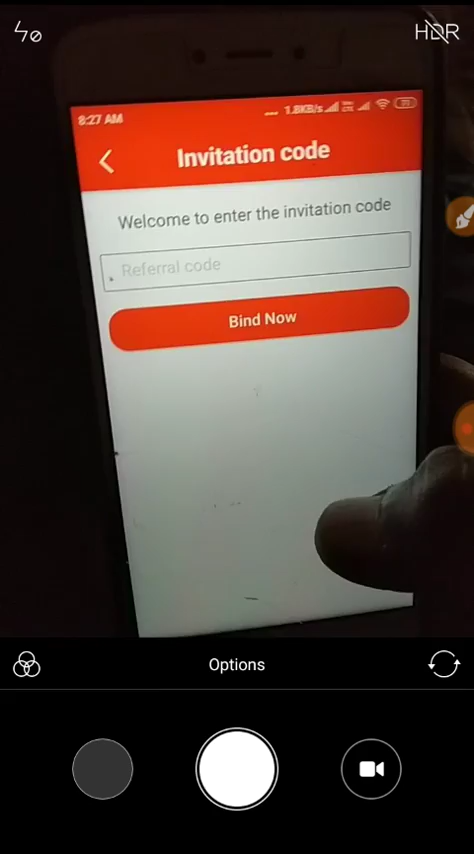 HDR
8:27 AM
1.8KB/s
Invitation code
Welcome to enter the invitation code
Referral code
Bind Now
Options